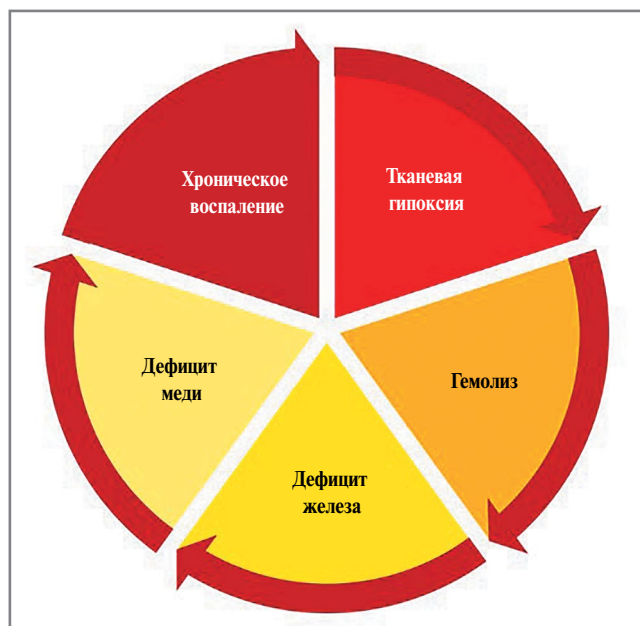 Хроническое
воспаление
Тканевая
гипоксия
Гемолиз
Дефицит
железа
Дефицит
меди